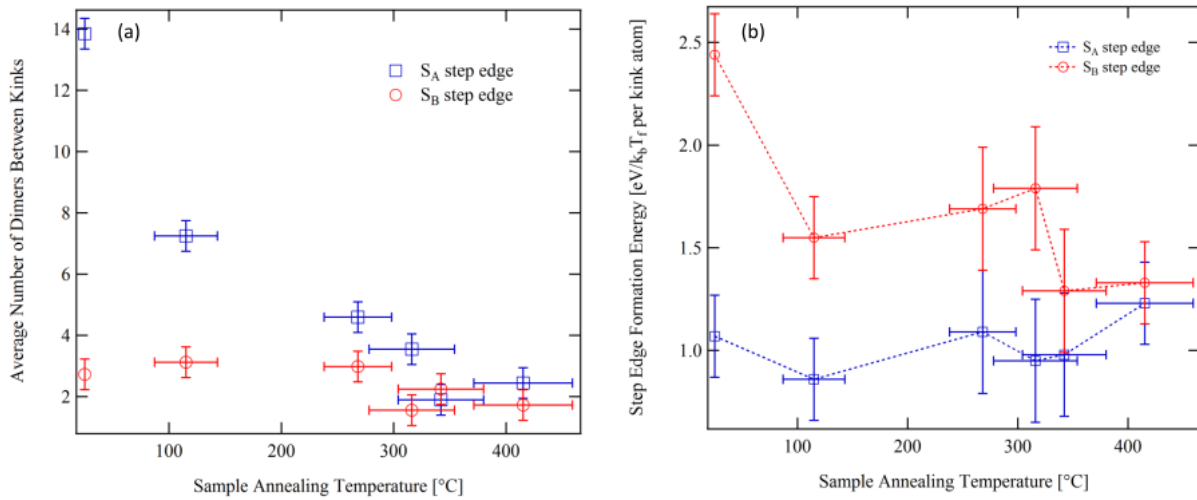 (a)
S_A step edge
S_B step edge
Average Number of Dimers Between Kinks
14
12
10
8
6
4
2
100
200
300
400
Sample Annealing Temperature [°C]
(b)
S_A step edge
S_B step edge
Step Edge Formation Energy [eV/k_bT_f per kink atom]
2.5
2.0
1.5
1.0
100
200
300
400
Sample Annealing Temperature [°C]